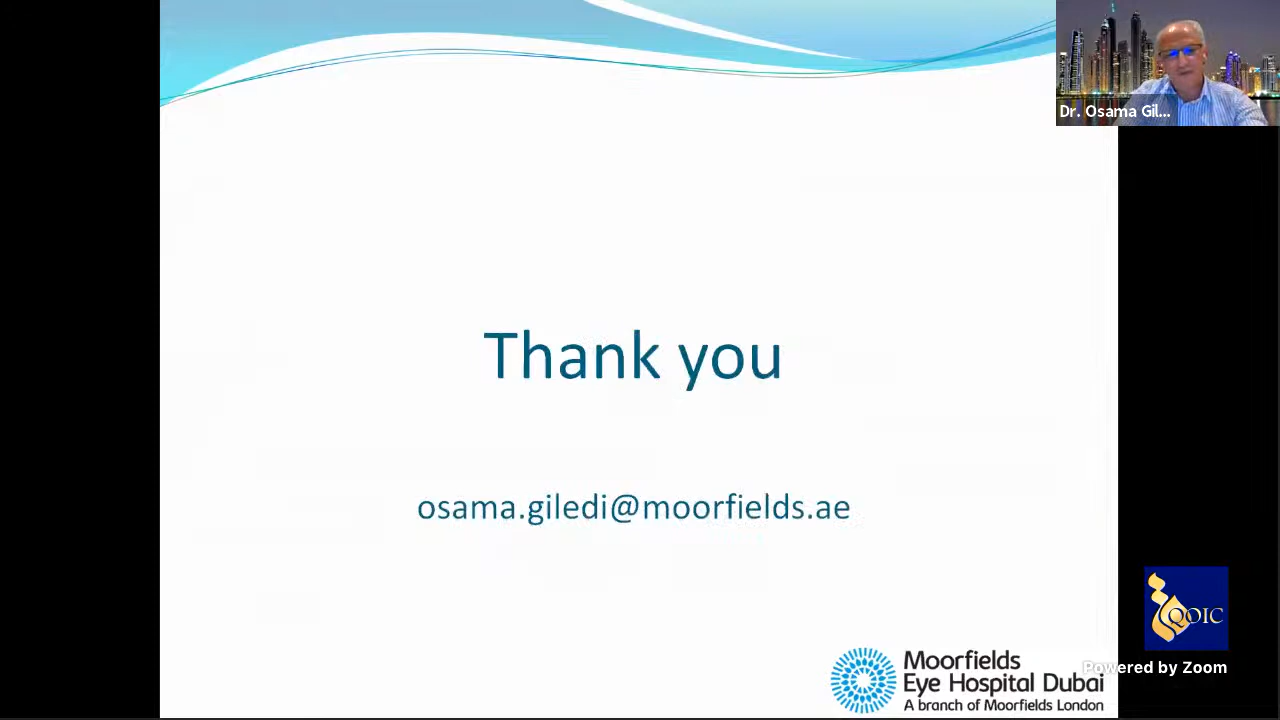 Dr. Osama Gil...
Thank you
osama.giledi@moorfields.ae
QOIC
Powered by Zoom
Moorfields
Eye Hospital Dubai
A branch of Moorfields London